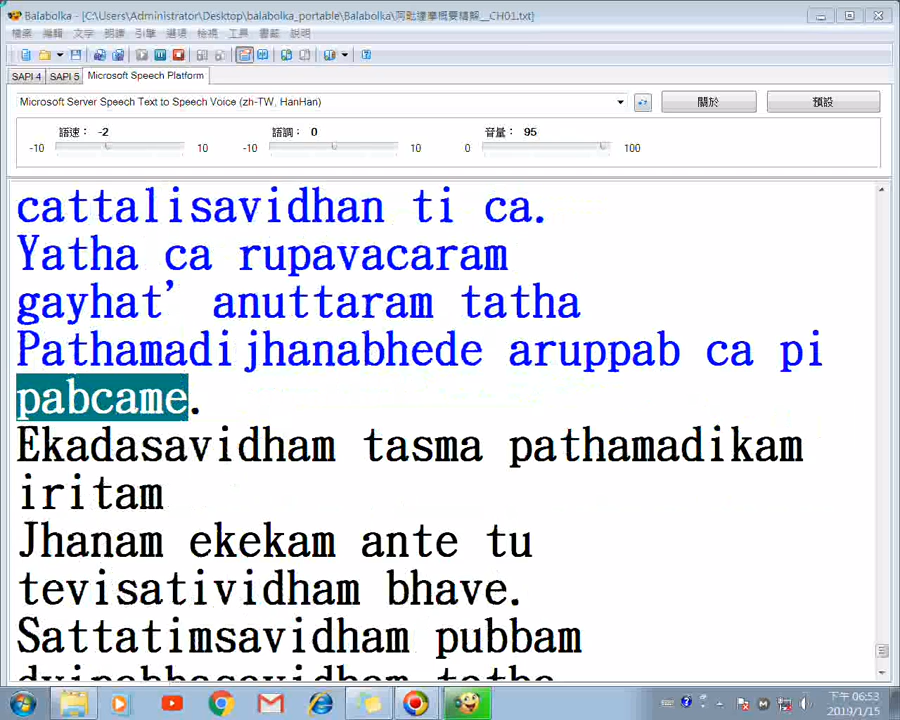 Balabolka - [C:\Users\Administrator\Desktop\balabolka_portable\Balabolka\阿毗達摩概要精解__CH01.txt]
檔案 編輯 文字 朗讀 引擎 選項 檢視 工具 書籤 說明
SAPI 4 SAPI 5 Microsoft Speech Platform
Microsoft Server Speech Text to Speech Voice (zh-TW, HanHan) 關於 預設
語速： -2 語調： 0 音量： 95
-10 10 -10 10 0 100
cattalisavidhan ti ca.
Yatha ca rupavacaram
gayhat’ anuttaram tatha
Pathamadijhanabhede aruppab ca pi
pabcame.
Ekadasavidham tasma pathamadikam
iritam
Jhanam ekekam ante tu
tevisatividham bhave.
Sattatimsavidham pubbam
下午 06:53
2019/1/15